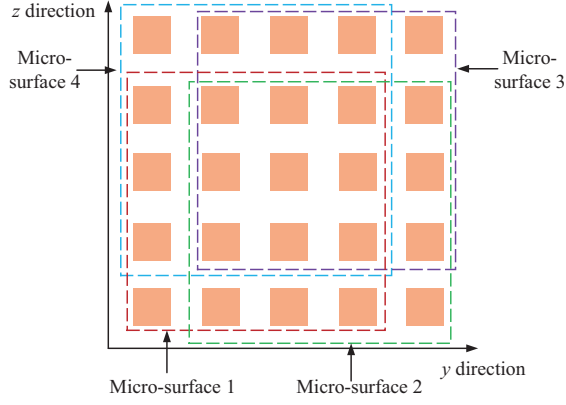 z direction
Micro-
surface 4
Micro-
surface 3
y direction
Micro-surface 1
Micro-surface 2